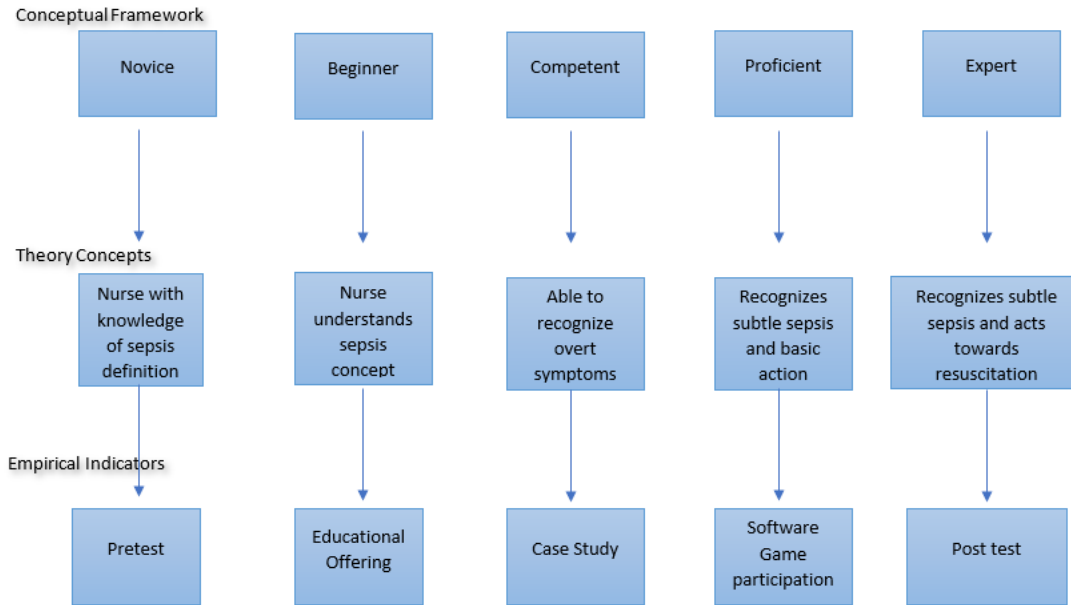 Conceptual Framework
Novice
Beginner
Competent
Proficient
Expert
Theory Concepts
Nurse with
knowledge
of sepsis
definition
Nurse
understands
sepsis
concept
Able to
recognize
overt
symptoms
Recognizes
subtle sepsis
and basic
action
Recognizes subtle
sepsis and acts
towards
resuscitation
Empirical Indicators
Pretest
Educational
Offering
Case Study
Software
Game
participation
Post test